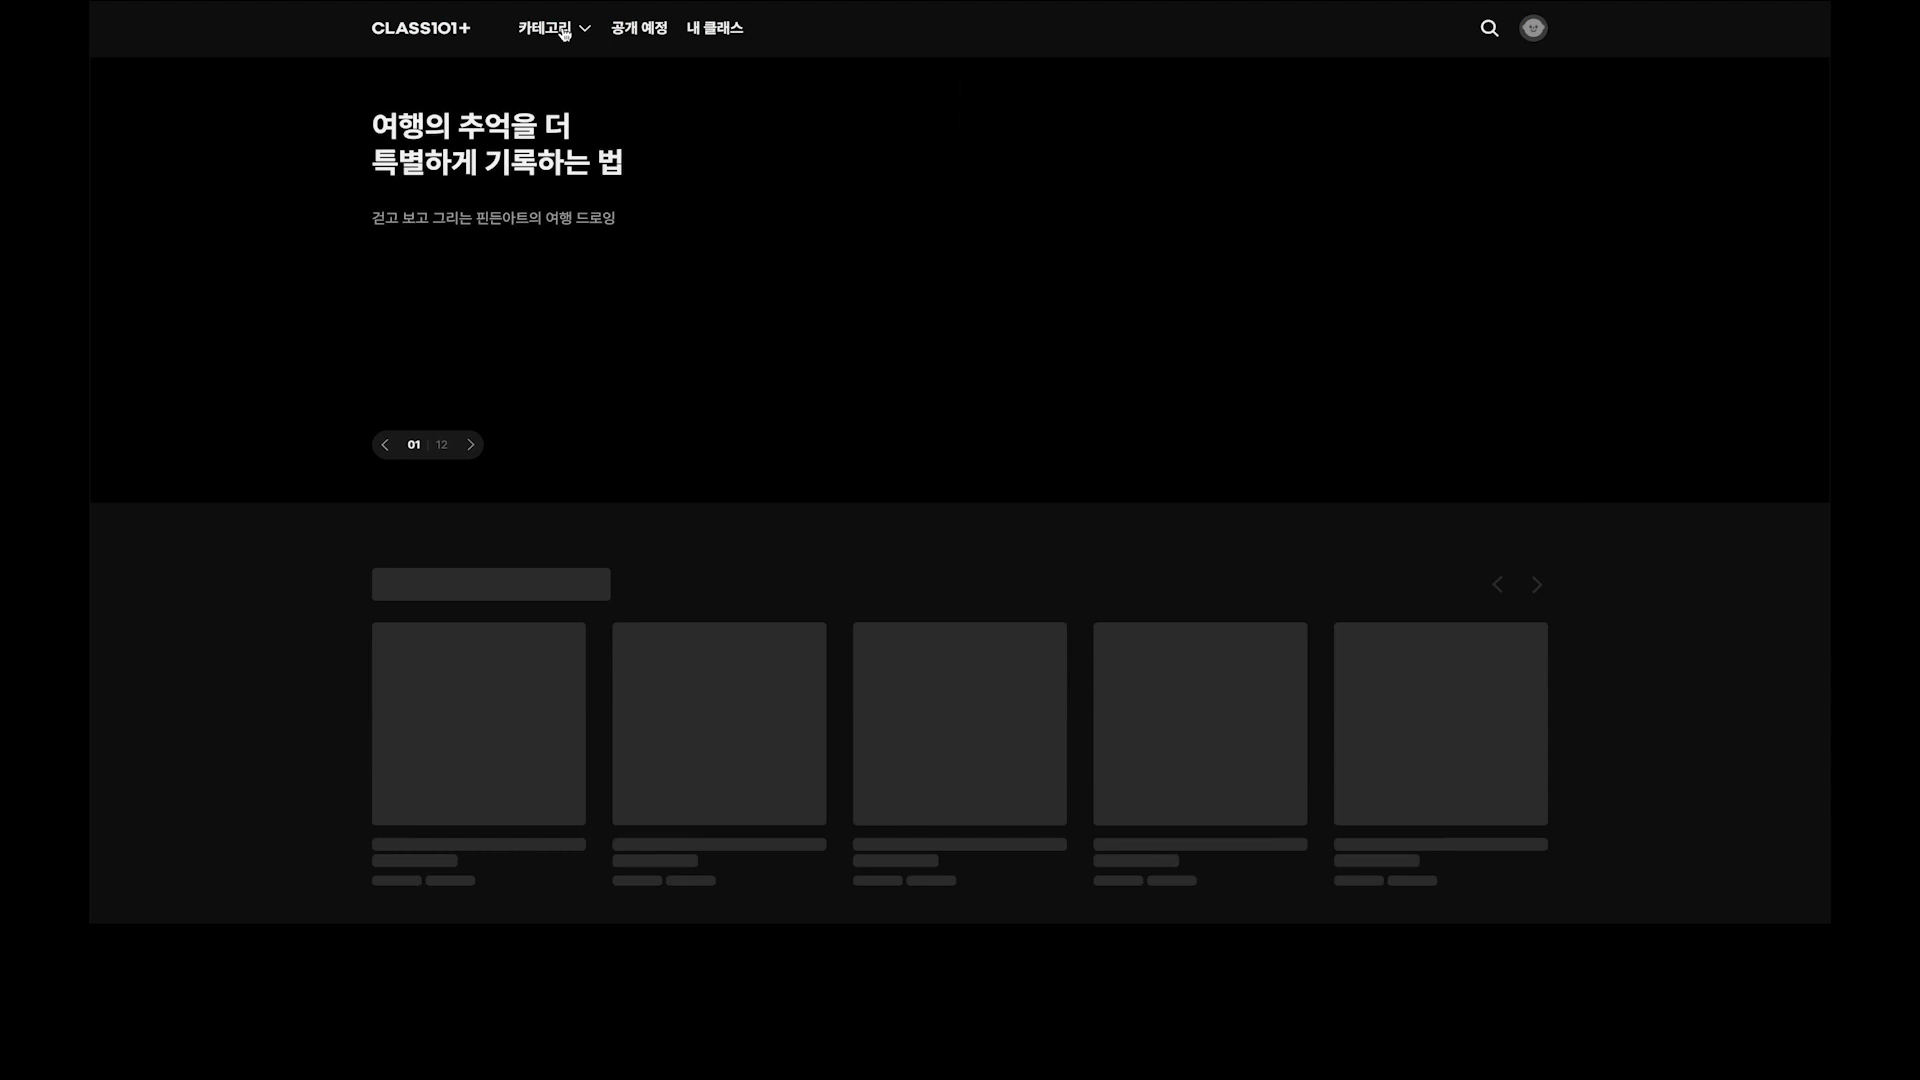 CLASS101+
카테고리
공개 예정
내 클래스
여행의 추억을 더
특별하게 기록하는 법
걷고 보고 그리는 핀든아트의 여행 드로잉
01 | 12